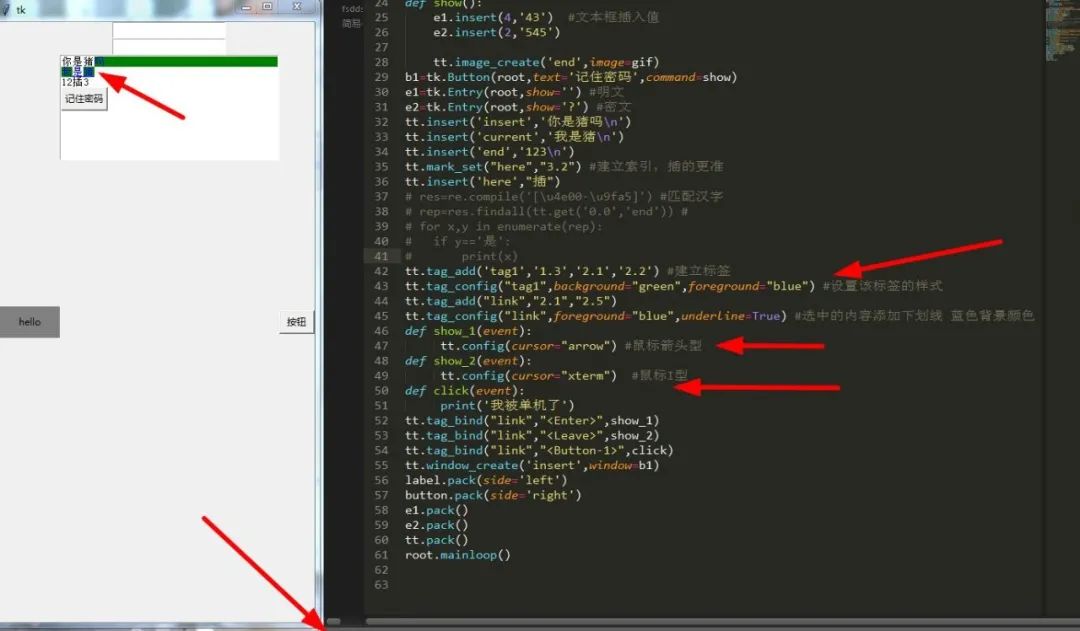 tk
你是猪吗
我是猪
12插3
记住密码
hello
按钮
fsdd
简易
24 def show():
25 e1.insert(4,'43') #文本框插入值
26 e2.insert(2,'545')
27
28 tt.image_create('end',image=gif)
29 b1=tk.Button(root,text='记住密码',command=show)
30 e1=tk.Entry(root,show='') #明文
31 e2=tk.Entry(root,show='?') #密文
32 tt.insert('insert','你是猪吗\n')
33 tt.insert('current','我是猪\n')
34 tt.insert('end','123\n')
35 tt.mark_set("here","3.2") #建立索引，插的更准
36 tt.insert('here',"插")
37 # res=re.compile('[\u4e00-\u9fa5]') #匹配汉字
38 # rep=res.findall(tt.get('0.0','end')) #
39 # for x,y in enumerate(rep):
40 # if y=='是':
41 # print(x)
42 tt.tag_add('tag1','1.3','2.1','2.2') #建立标签
43 tt.tag_config("tag1",background="green",foreground="blue") #设置该标签的样式
44 tt.tag_add("link","2.1","2.5")
45 tt.tag_config("link",foreground="blue",underline=True) #选中的内容添加下划线 蓝色背景颜色
46 def show_1(event):
47 tt.config(cursor="arrow") #鼠标箭头型
48 def show_2(event):
49 tt.config(cursor="xterm") #鼠标I型
50 def click(event):
51 print('我被单机了')
52 tt.tag_bind("link","<Enter>",show_1)
53 tt.tag_bind("link","<Leave>",show_2)
54 tt.tag_bind("link","<Button-1>",click)
55 tt.window_create('insert',window=b1)
56 label.pack(side='left')
57 button.pack(side='right')
58 e1.pack()
59 e2.pack()
60 tt.pack()
61 root.mainloop()
62
63